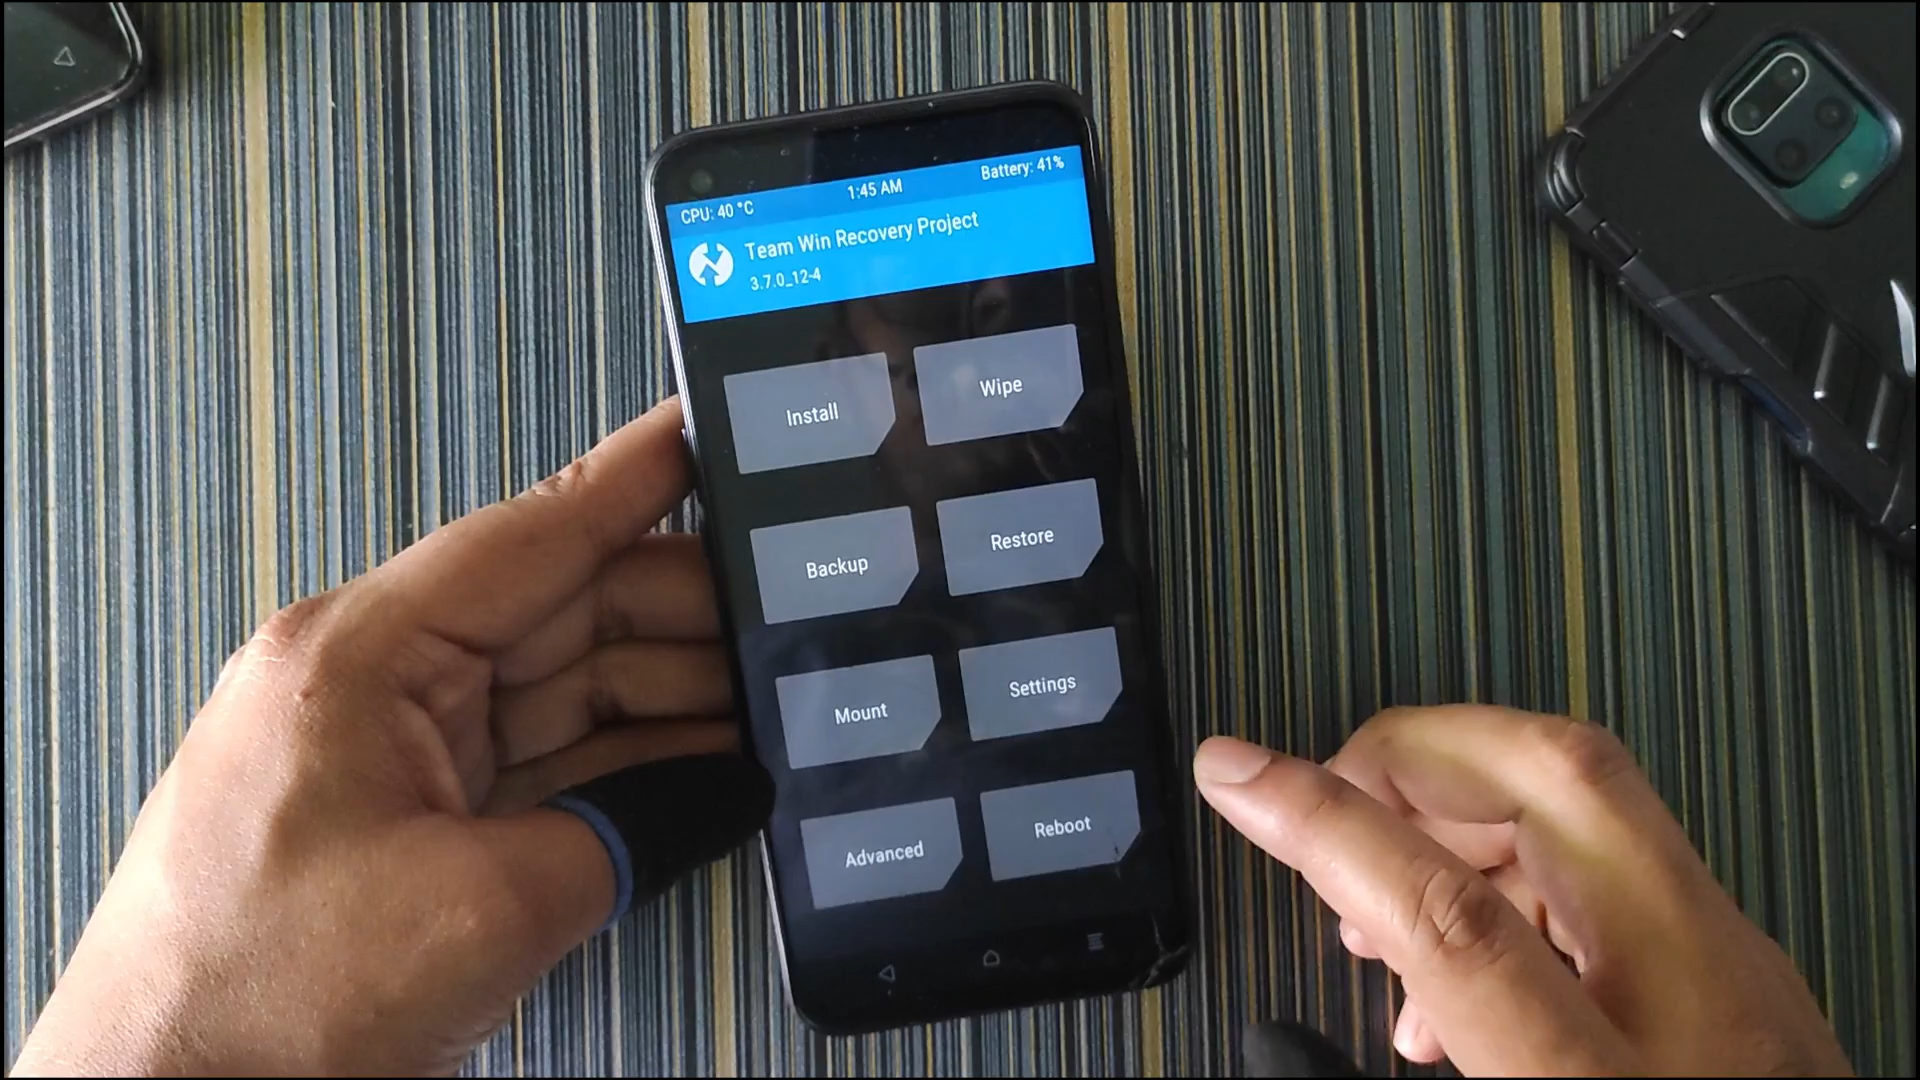 CPU: 40 °C 1:45 AM Battery: 41%
Team Win Recovery Project
3.7.0_12-4
Install Wipe
Backup Restore
Mount Settings
Advanced Reboot